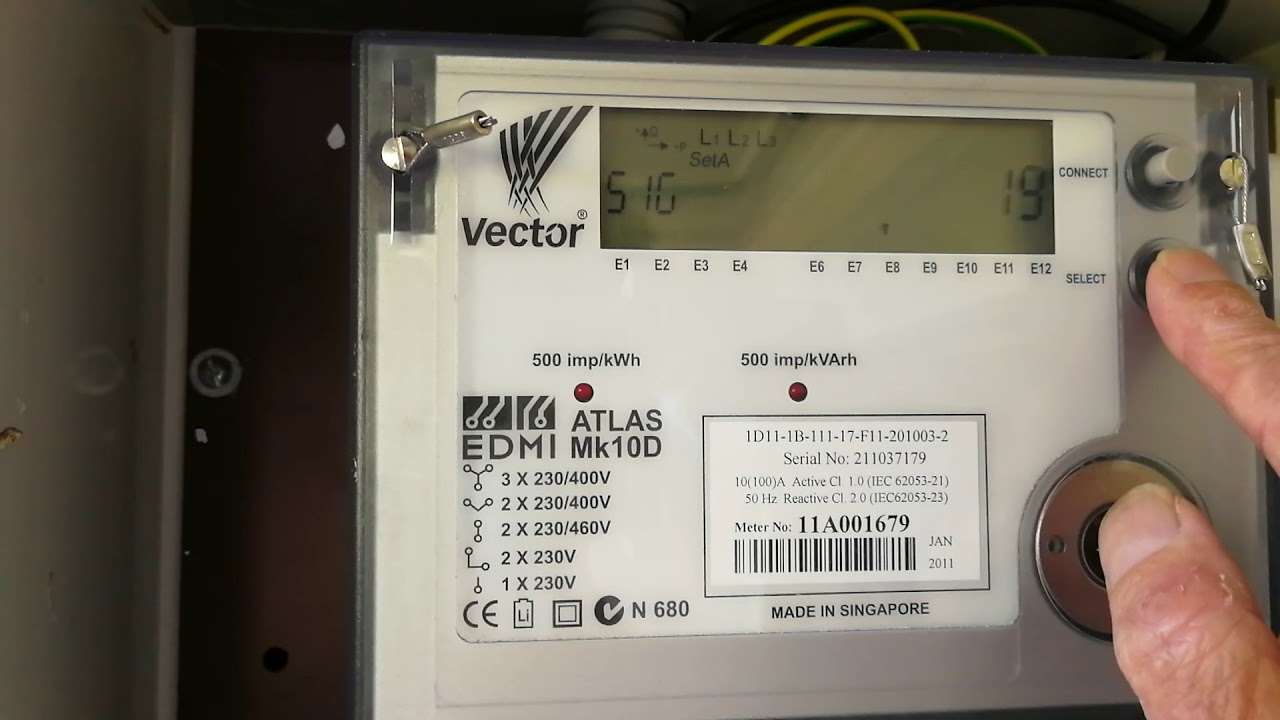 L1 L2 L3
SetA
SIG 19
CONNECT
Vector®
E1 E2 E3 E4 E6 E7 E8 E9 E10 E11 E12
SELECT
500 imp/kWh 500 imp/kVArh
EDMI ATLAS
Mk10D
3 X 230/400V
2 X 230/400V
2 X 230/460V
2 X 230V
1 X 230V
CE Li N 680
1D11-1B-111-17-F11-201003-2
Serial No: 211037179
10(100)A Active Cl. 1.0 (IEC 62053-21)
50 Hz Reactive Cl. 2.0 (IEC62053-23)
Meter No: 11A001679
JAN
2011
MADE IN SINGAPORE